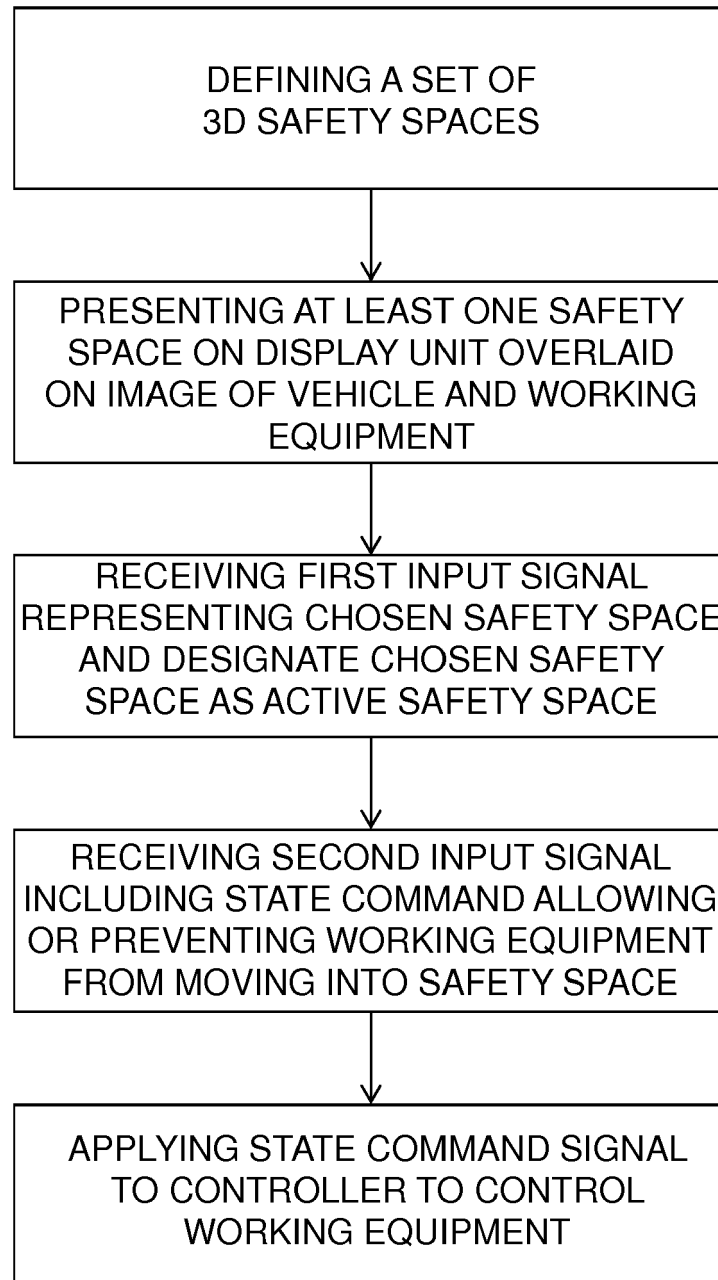 DEFINING A SET OF
3D SAFETY SPACES
PRESENTING AT LEAST ONE SAFETY
SPACE ON DISPLAY UNIT OVERLAID
ON IMAGE OF VEHICLE AND WORKING
EQUIPMENT
RECEIVING FIRST INPUT SIGNAL
REPRESENTING CHOSEN SAFETY SPACE
AND DESIGNATE CHOSEN SAFETY
SPACE AS ACTIVE SAFETY SPACE
RECEIVING SECOND INPUT SIGNAL
INCLUDING STATE COMMAND ALLOWING
OR PREVENTING WORKING EQUIPMENT
FROM MOVING INTO SAFETY SPACE
APPLYING STATE COMMAND SIGNAL
TO CONTROLLER TO CONTROL
WORKING EQUIPMENT